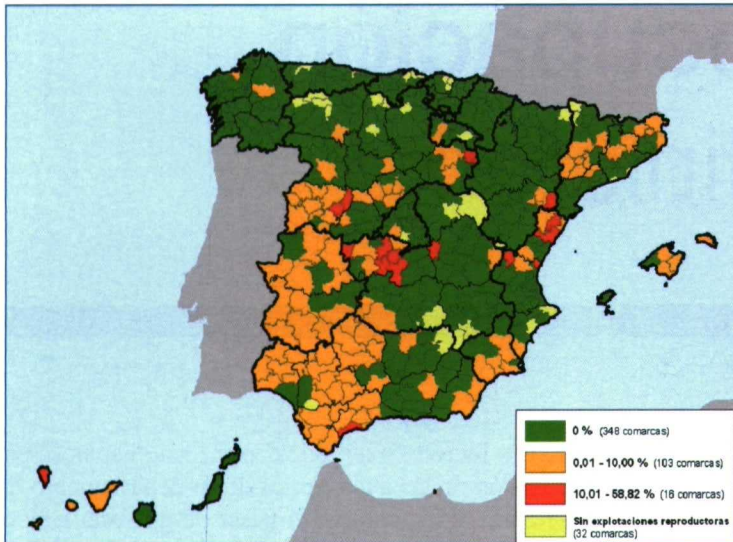 0 % (348 comarcas)
0,01 - 10,00 % (103 comarcas)
10,01 - 58,82 % (16 comarcas)
Sin explotaciones reproductoras
(32 comarcas)